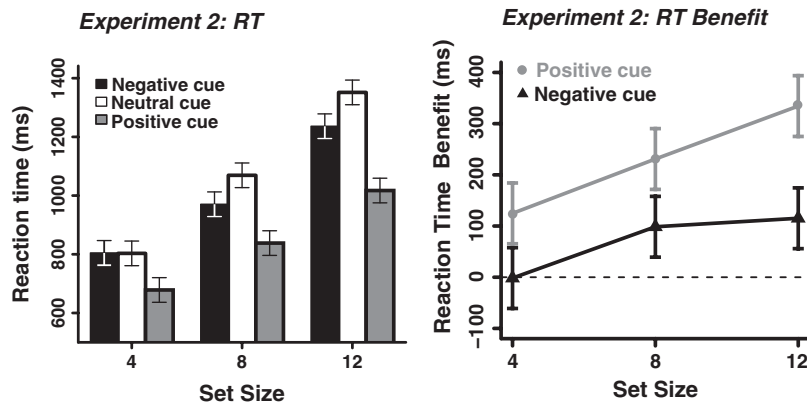 Experiment 2: RT
Reaction time (ms)
1400
1200
1000
800
600
Negative cue
Neutral cue
Positive cue
4
8
12
Set Size
Experiment 2: RT Benefit
Reaction Time Benefit (ms)
400
300
200
100
0
−100
Positive cue
Negative cue
4
8
12
Set Size